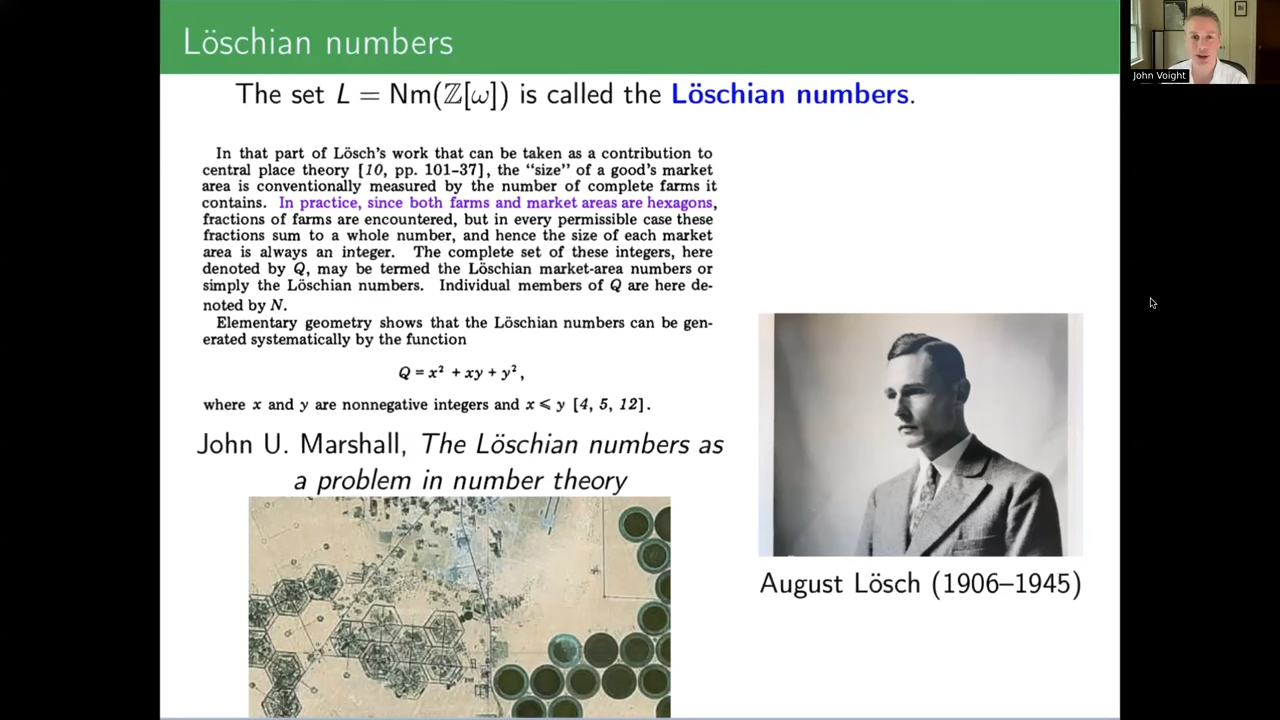 Löschian numbers
John Voight
The set L = Nm(ℤ[ω]) is called the Löschian numbers.
In that part of Lösch's work that can be taken as a contribution to
central place theory [10, pp. 101–37], the “size” of a good's market
area is conventionally measured by the number of complete farms it
contains. In practice, since both farms and market areas are hexagons,
fractions of farms are encountered, but in every permissible case these
fractions sum to a whole number, and hence the size of each market
area is always an integer. The complete set of these integers, here
denoted by Q, may be termed the Löschian market-area numbers or
simply the Löschian numbers. Individual members of Q are here de-
noted by N.
Elementary geometry shows that the Löschian numbers can be gen-
erated systematically by the function
Q = x² + xy + y²,
where x and y are nonnegative integers and x ⩽ y [4, 5, 12].
John U. Marshall, The Löschian numbers as
a problem in number theory
August Lösch (1906–1945)